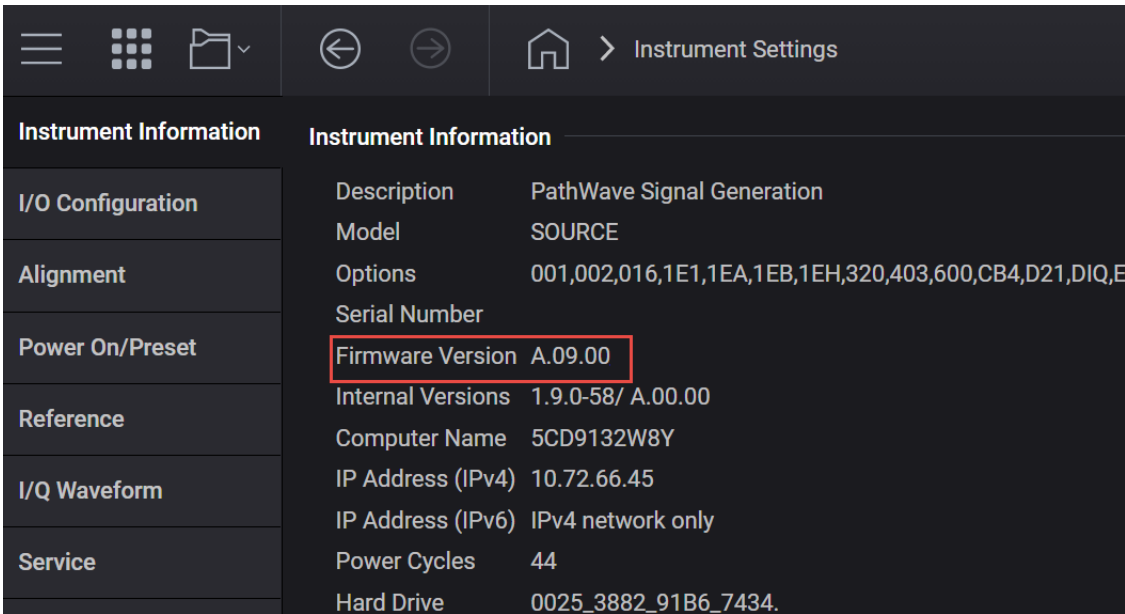 Instrument Settings
Instrument Information
I/O Configuration
Alignment
Power On/Preset
Reference
I/Q Waveform
Service
Instrument Information
Description PathWave Signal Generation
Model SOURCE
Options 001,002,016,1E1,1EA,1EB,1EH,320,403,600,CB4,D21,DIQ,E
Serial Number
Firmware Version A.09.00
Internal Versions 1.9.0-58/ A.00.00
Computer Name 5CD9132W8Y
IP Address (IPv4) 10.72.66.45
IP Address (IPv6) IPv4 network only
Power Cycles 44
Hard Drive 0025_3882_91B6_7434.